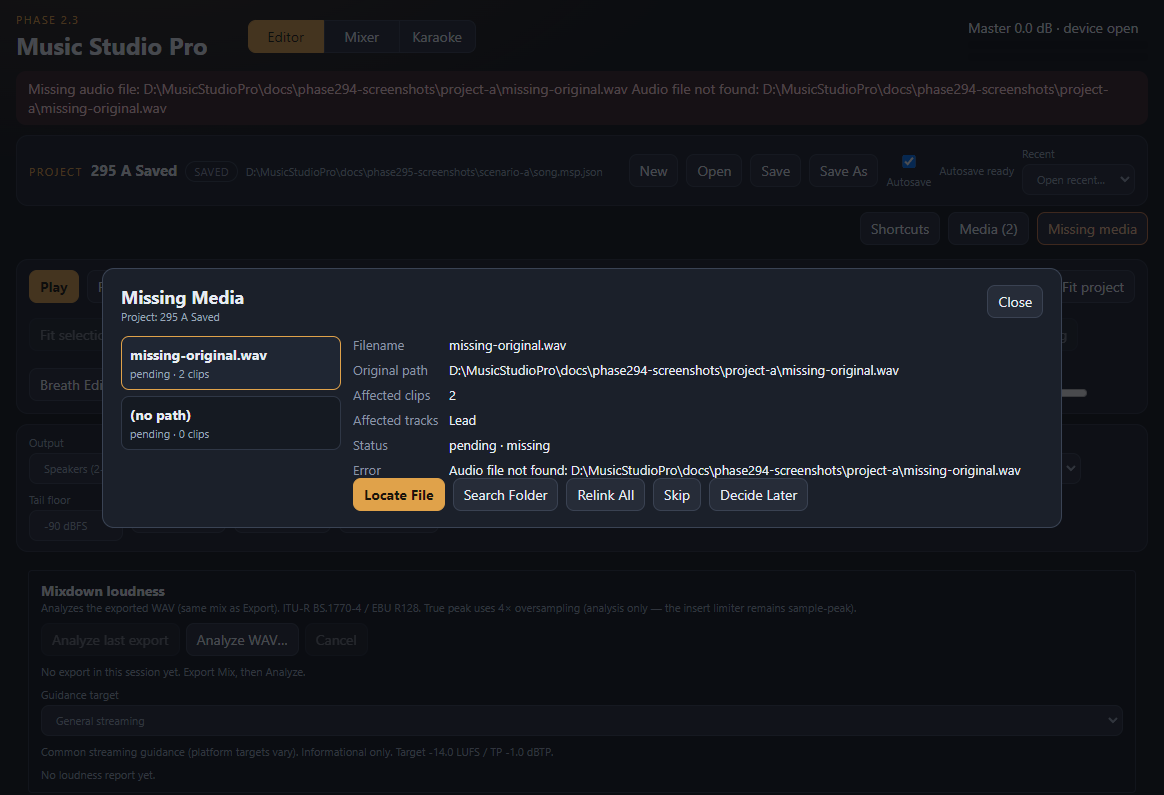 PHASE 2.3
Music Studio Pro
Editor
Mixer
Karaoke
Master 0.0 dB · device open
Missing audio file: D:\MusicStudioPro\docs\phase294-screenshots\project-a\missing-original.wav Audio file not found: D:\MusicStudioPro\docs\phase294-screenshots\project-
a\missing-original.wav
PROJECT 295 A Saved SAVED D:\MusicStudioPro\docs\phase295-screenshots\scenario-a\song.msp.json
New
Open
Save
Save As
Autosave
Autosave ready
Recent
Open recent...
Shortcuts
Media (2)
Missing media
Play
Fit project
Fit selectio
Breath Edi
Output
Speakers (2-
Tail floor
-90 dBFS
Missing Media
Project: 295 A Saved
Close
missing-original.wav
pending · 2 clips
(no path)
pending · 0 clips
Filename missing-original.wav
Original path D:\MusicStudioPro\docs\phase294-screenshots\project-a\missing-original.wav
Affected clips 2
Affected tracks Lead
Status pending · missing
Error Audio file not found: D:\MusicStudioPro\docs\phase294-screenshots\project-a\missing-original.wav
Locate File
Search Folder
Relink All
Skip
Decide Later
Mixdown loudness
Analyzes the exported WAV (same mix as Export). ITU-R BS.1770-4 / EBU R128. True peak uses 4× oversampling (analysis only — the insert limiter remains sample-peak).
Analyze last export
Analyze WAV...
Cancel
No export in this session yet. Export Mix, then Analyze.
Guidance target
General streaming
Common streaming guidance (platform targets vary). Informational only. Target -14.0 LUFS / TP -1.0 dBTP.
No loudness report yet.